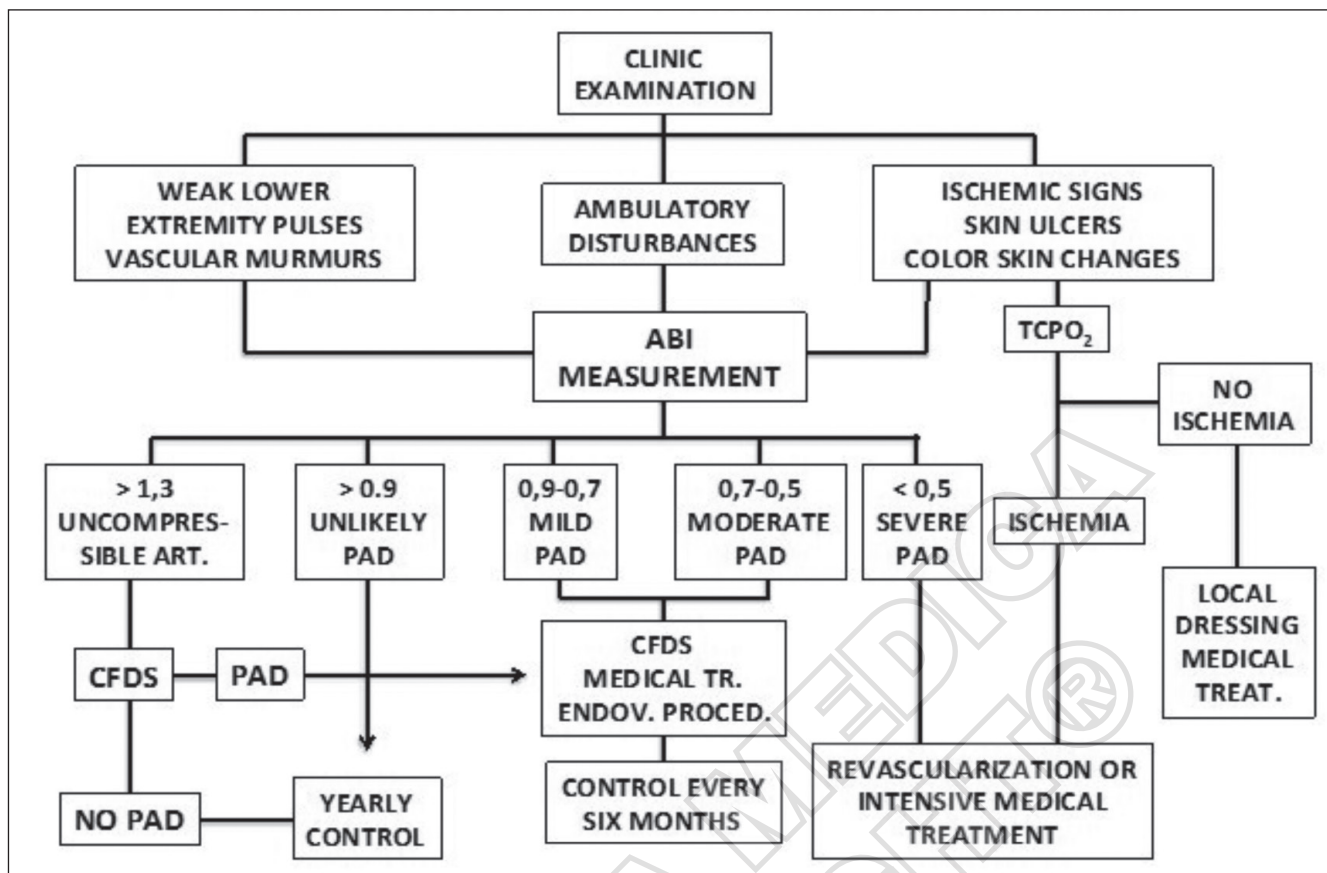 CLINIC
EXAMINATION
WEAK LOWER
EXTREMITY PULSES
VASCULAR MURMURS
AMBULATORY
DISTURBANCES
ISCHEMIC SIGNS
SKIN ULCERS
COLOR SKIN CHANGES
ABI
MEASUREMENT
TCPO₂
NO
ISCHEMIA
> 1,3
UNCOMPRES-
SIBLE ART.
> 0.9
UNLIKELY
PAD
0,9-0,7
MILD
PAD
0,7-0,5
MODERATE
PAD
< 0,5
SEVERE
PAD
ISCHEMIA
LOCAL
DRESSING
MEDICAL
TREAT.
CFDS
PAD
CFDS
MEDICAL TR.
ENDOV. PROCED.
NO PAD
YEARLY
CONTROL
CONTROL EVERY
SIX MONTHS
REVASCULARIZATION OR
INTENSIVE MEDICAL
TREATMENT
MEDICA
®